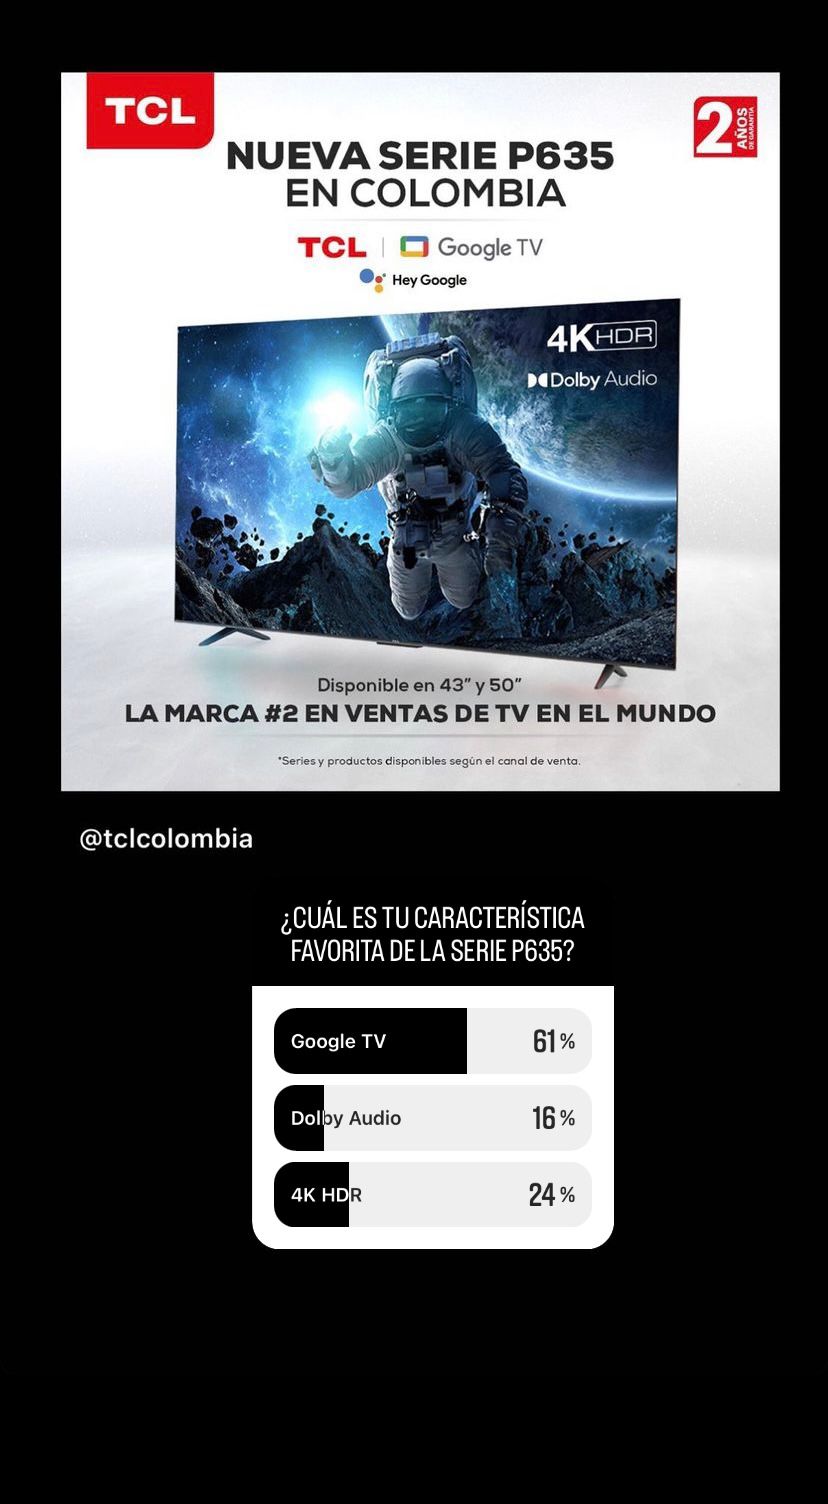 TCL
2 AÑOS
DE GARANTÍA
NUEVA SERIE P635
EN COLOMBIA
TCL | Google TV
Hey Google
4K HDR
Dolby Audio
Disponible en 43” y 50”
LA MARCA #2 EN VENTAS DE TV EN EL MUNDO
*Series y productos disponibles según el canal de venta.
@tclcolombia
¿CUÁL ES TU CARACTERÍSTICA
FAVORITA DE LA SERIE P635?
Google TV 61%
Dolby Audio 16%
4K HDR 24%